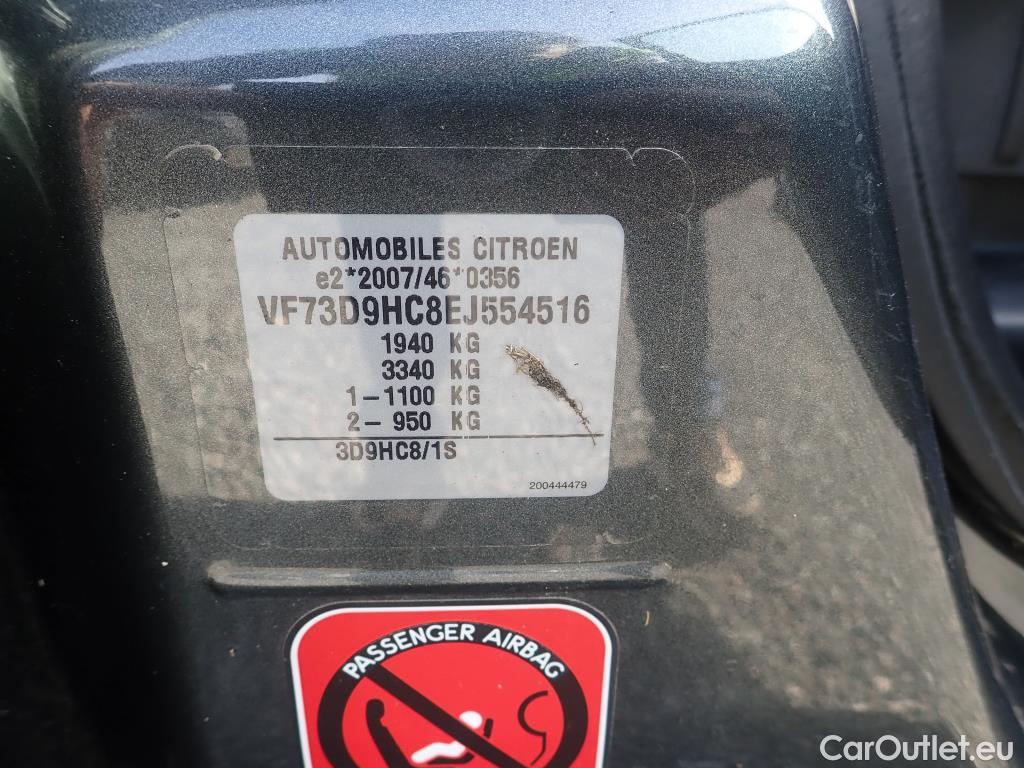 AUTOMOBILES CITROEN
e2*2007/46*0356
VF73D9HC8EJ554516
1940 KG
3340 KG
1-1100 KG
2-950 KG
3D9HC8/1S
200444479
PASSENGER AIRBAG
CarOutlet.eu